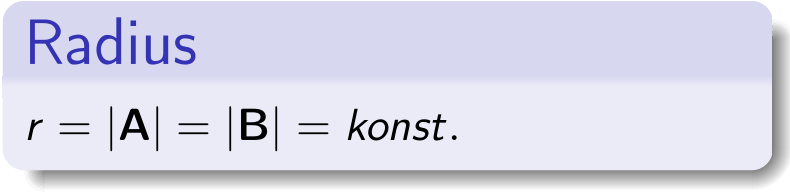 Radius
r = |A| = |B| = konst.